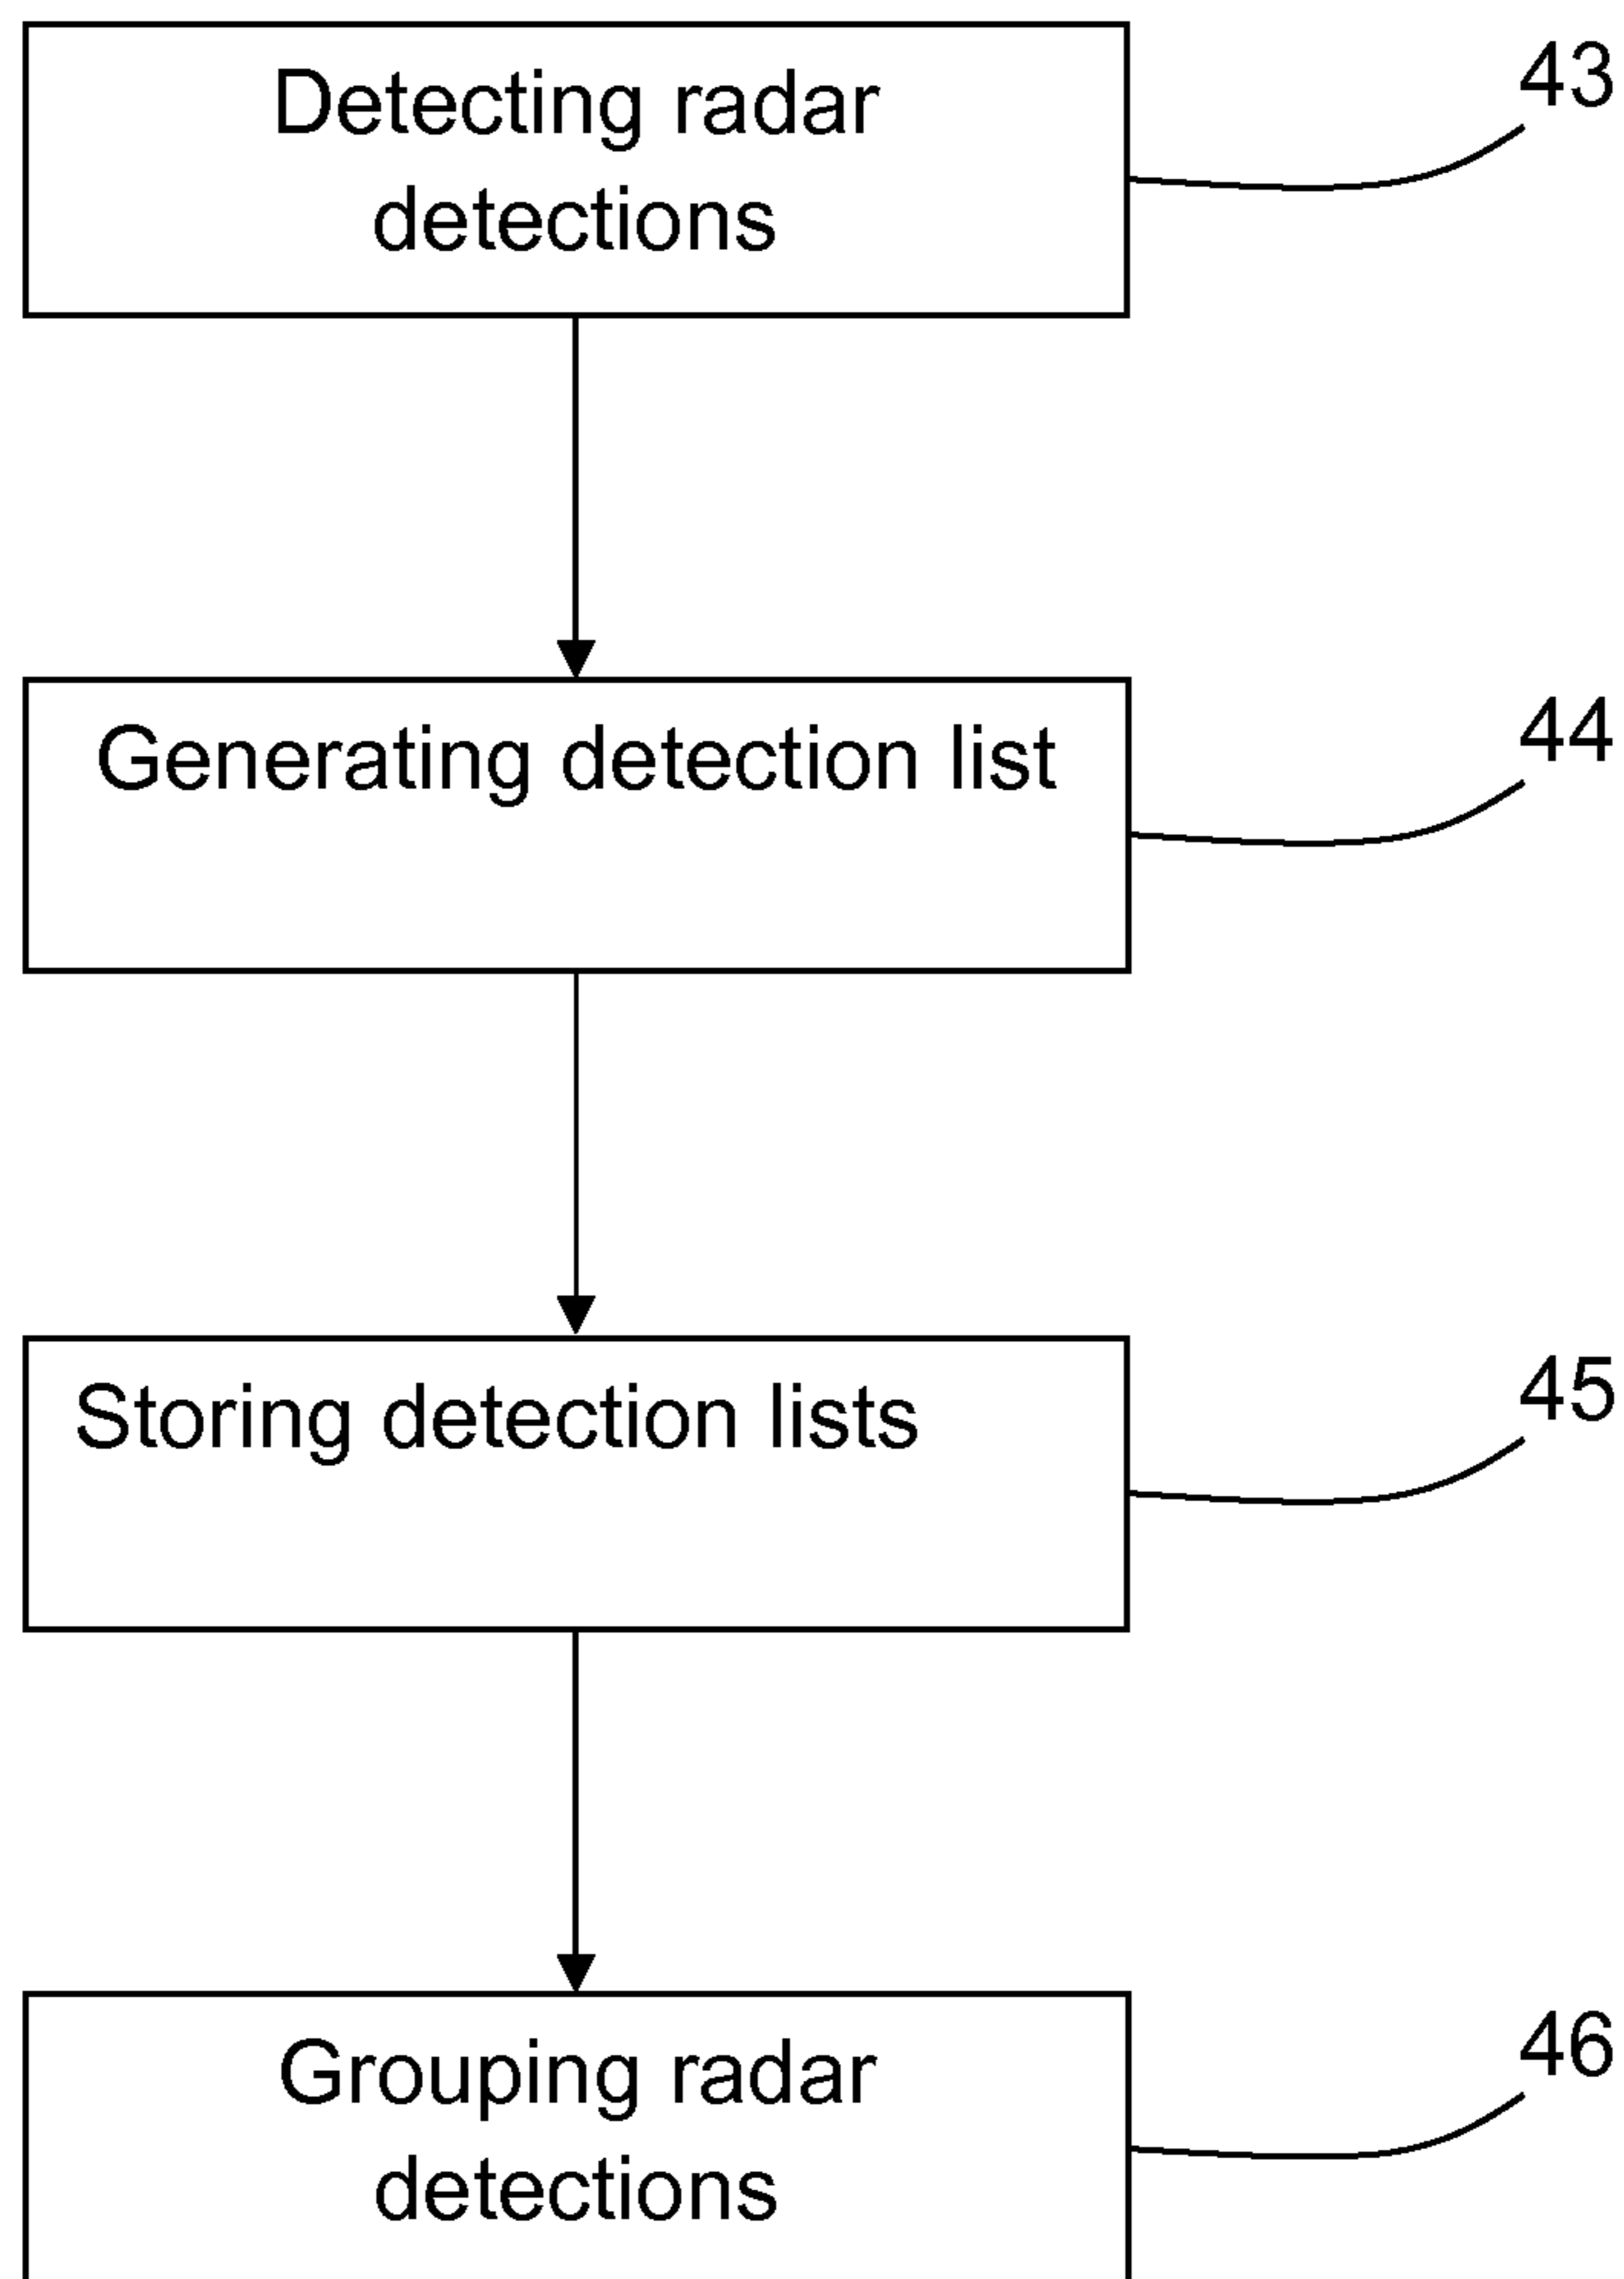 Detecting radar
detections
43
Generating detection list
44
Storing detection lists
45
Grouping radar
detections
46